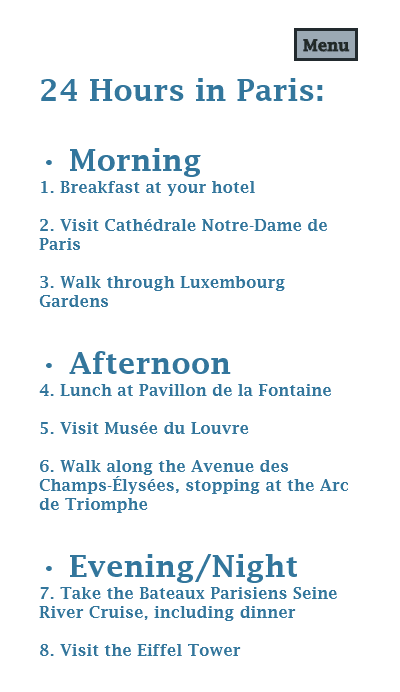 Menu
24 Hours in Paris:
• Morning
1. Breakfast at your hotel
2. Visit Cathédrale Notre-Dame de
Paris
3. Walk through Luxembourg
Gardens
• Afternoon
4. Lunch at Pavillon de la Fontaine
5. Visit Musée du Louvre
6. Walk along the Avenue des
Champs-Élysées, stopping at the Arc
de Triomphe
• Evening/Night
7. Take the Bateaux Parisiens Seine
River Cruise, including dinner
8. Visit the Eiffel Tower